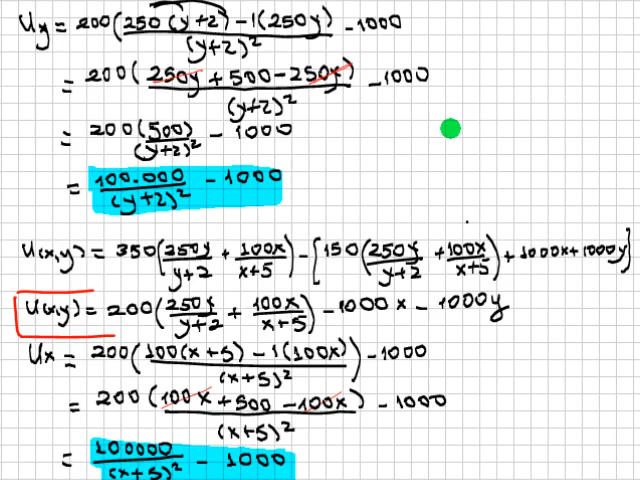 Uy = 200(250(y+2)-1(250y)/(y+2)²) -1000
= 200(250y+500-250y)/(y+2)² -1000
= 200(500)/(y+2)² - 1000
= 100.000/(y+2)² - 1000
U(x,y) = 350(250y/y+2 + 100x/x+5) - [150(250y/y+2 + 100x/x+5) + 1000x+1000y]
U(x,y) = 200(250y/y+2 + 100x/x+5) - 1000x - 1000y
Ux = 200(100(x+5) - 1(100x)/(x+5)²) - 1000
= 200(100x+500-100x)/(x+5)² - 1000
= 100000/(x+5)² - 1000